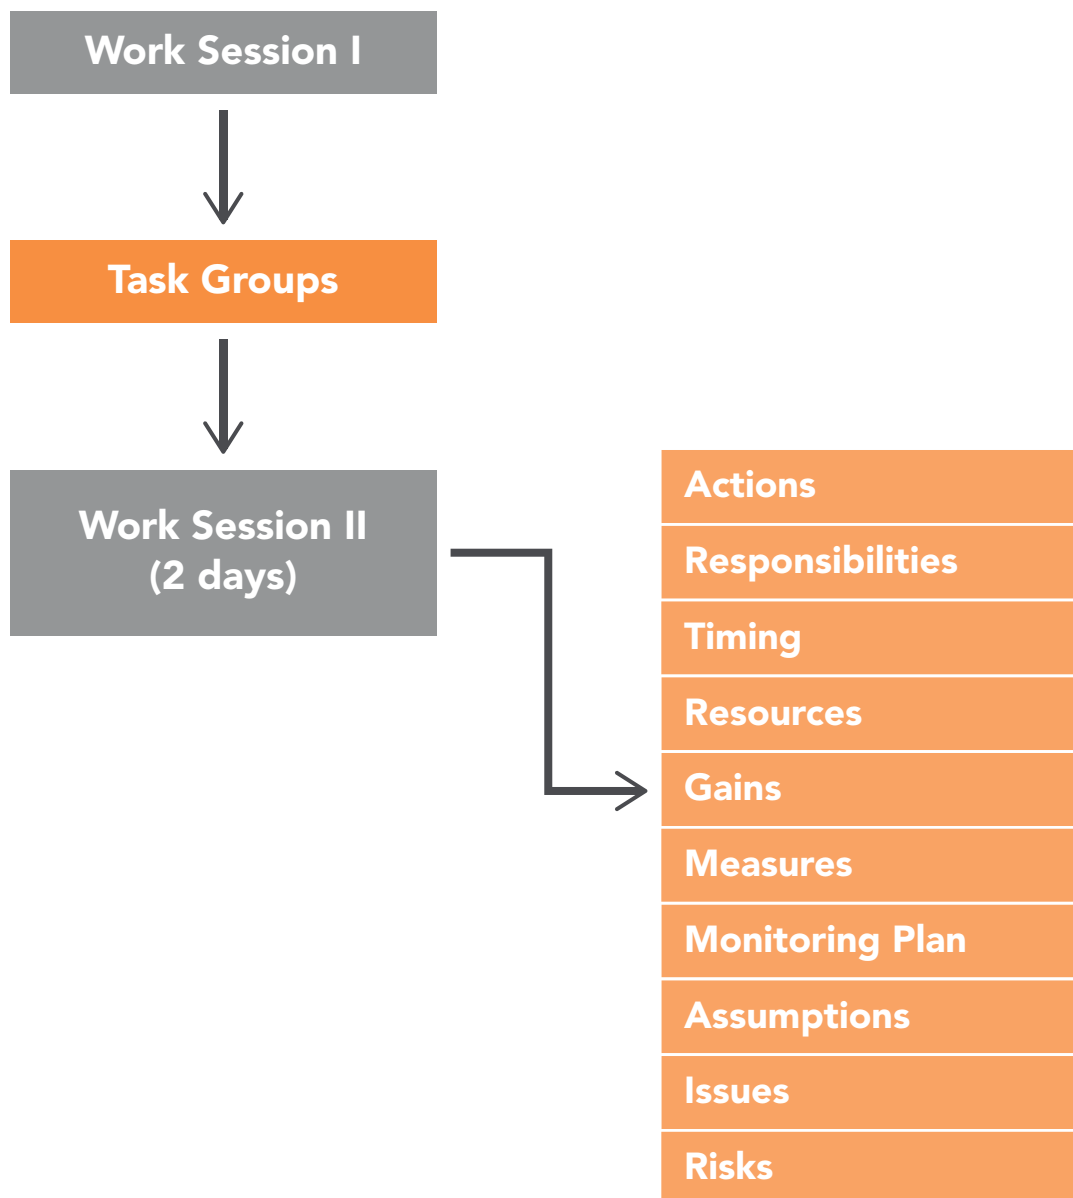 Work Session I
Task Groups
Work Session II
(2 days)
Actions
Responsibilities
Timing
Resources
Gains
Measures
Monitoring Plan
Assumptions
Issues
Risks